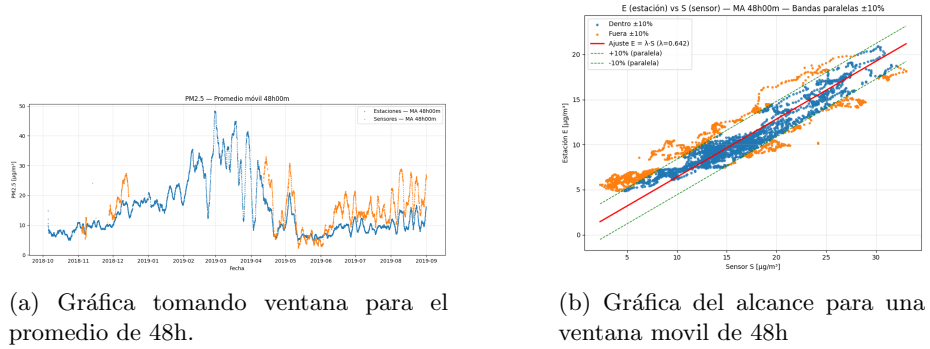 PM2.5 — Promedio móvil 48h00m
Estaciones — MA 48h00m
Sensores — MA 48h00m
PM2.5 [µg/m³]
50
40
30
20
10
0
2018-10 2018-11 2018-12 2019-01 2019-02 2019-03 2019-04 2019-05 2019-06 2019-07 2019-08 2019-09
Fecha
(a) Gráfica tomando ventana para el
promedio de 48h.
E (estación) vs S (sensor) — MA 48h00m — Bandas paralelas ±10%
Dentro ±10%
Fuera ±10%
Ajuste E = λ·S (λ=0.642)
+10% (paralela)
-10% (paralela)
Estación E [µg/m³]
20
15
10
5
0
5 10 15 20 25 30
Sensor S [µg/m³]
(b) Gráfica del alcance para una
ventana movil de 48h